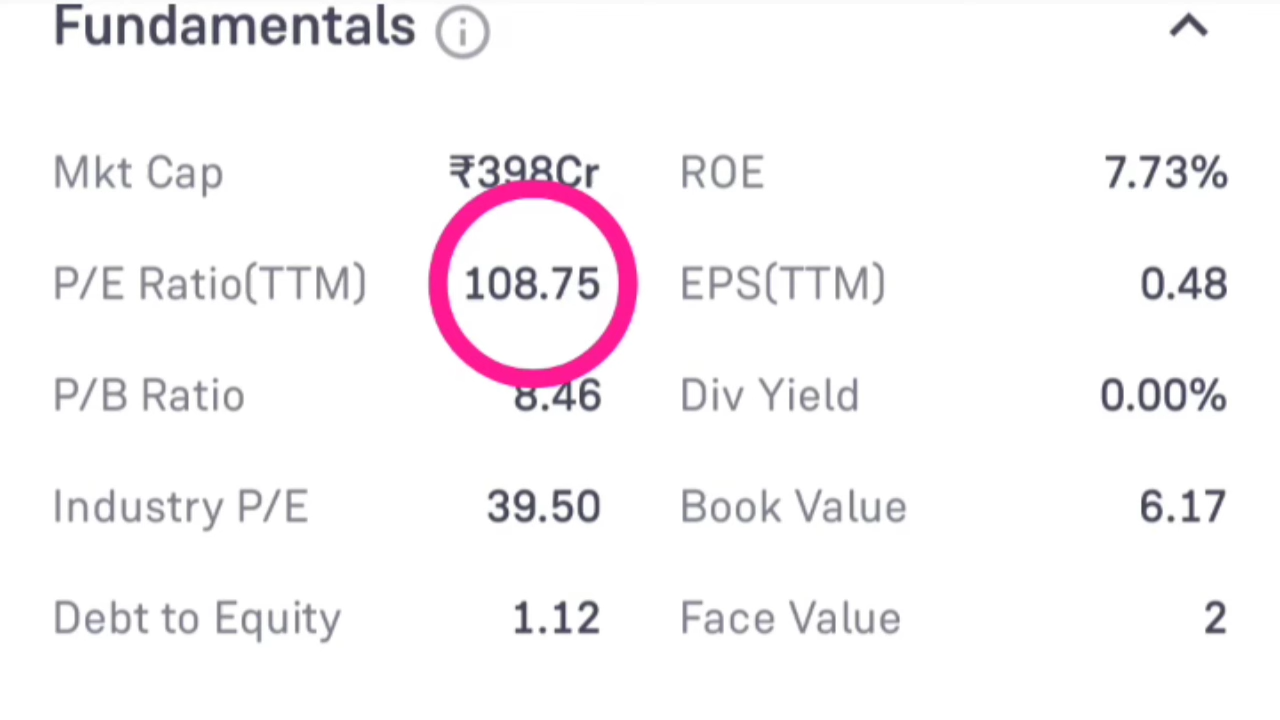 Fundamentals
Mkt Cap ₹398Cr ROE 7.73%
P/E Ratio(TTM) 108.75 EPS(TTM) 0.48
P/B Ratio 8.46 Div Yield 0.00%
Industry P/E 39.50 Book Value 6.17
Debt to Equity 1.12 Face Value 2